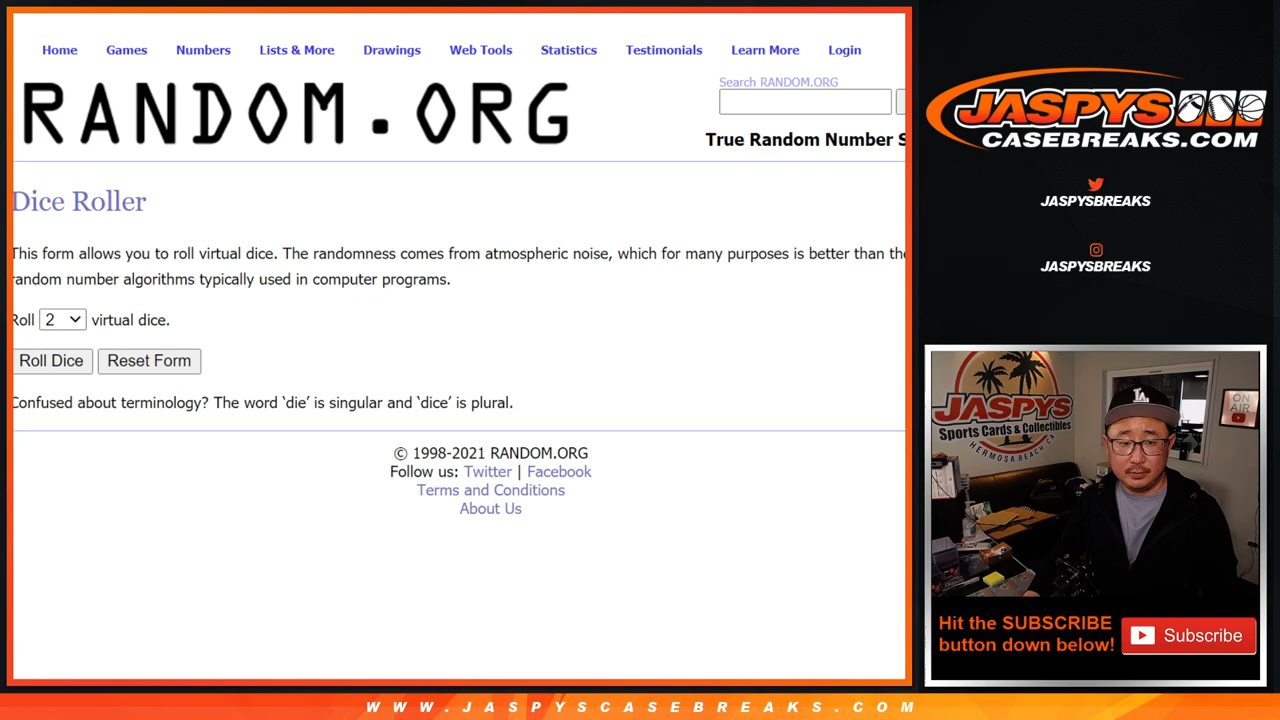 Home Games Numbers Lists & More Drawings Web Tools Statistics Testimonials Learn More Login
RANDOM.ORG
Search RANDOM.ORG
True Random Number S
Dice Roller
This form allows you to roll virtual dice. The randomness comes from atmospheric noise, which for many purposes is better than the
random number algorithms typically used in computer programs.
Roll 2 virtual dice.
Roll Dice Reset Form
Confused about terminology? The word ‘die’ is singular and ‘dice’ is plural.
© 1998-2021 RANDOM.ORG
Follow us: Twitter | Facebook
Terms and Conditions
About Us
JASPYS
CASEBREAKS.COM
JASPYSBREAKS
JASPYSBREAKS
JASPYS
Sports Cards & Collectibles
HERMOSA BEACH, CA
LA
ON
AIR
Hit the SUBSCRIBE
button down below!
Subscribe
WWW.JASPYSCASEBREAKS.COM